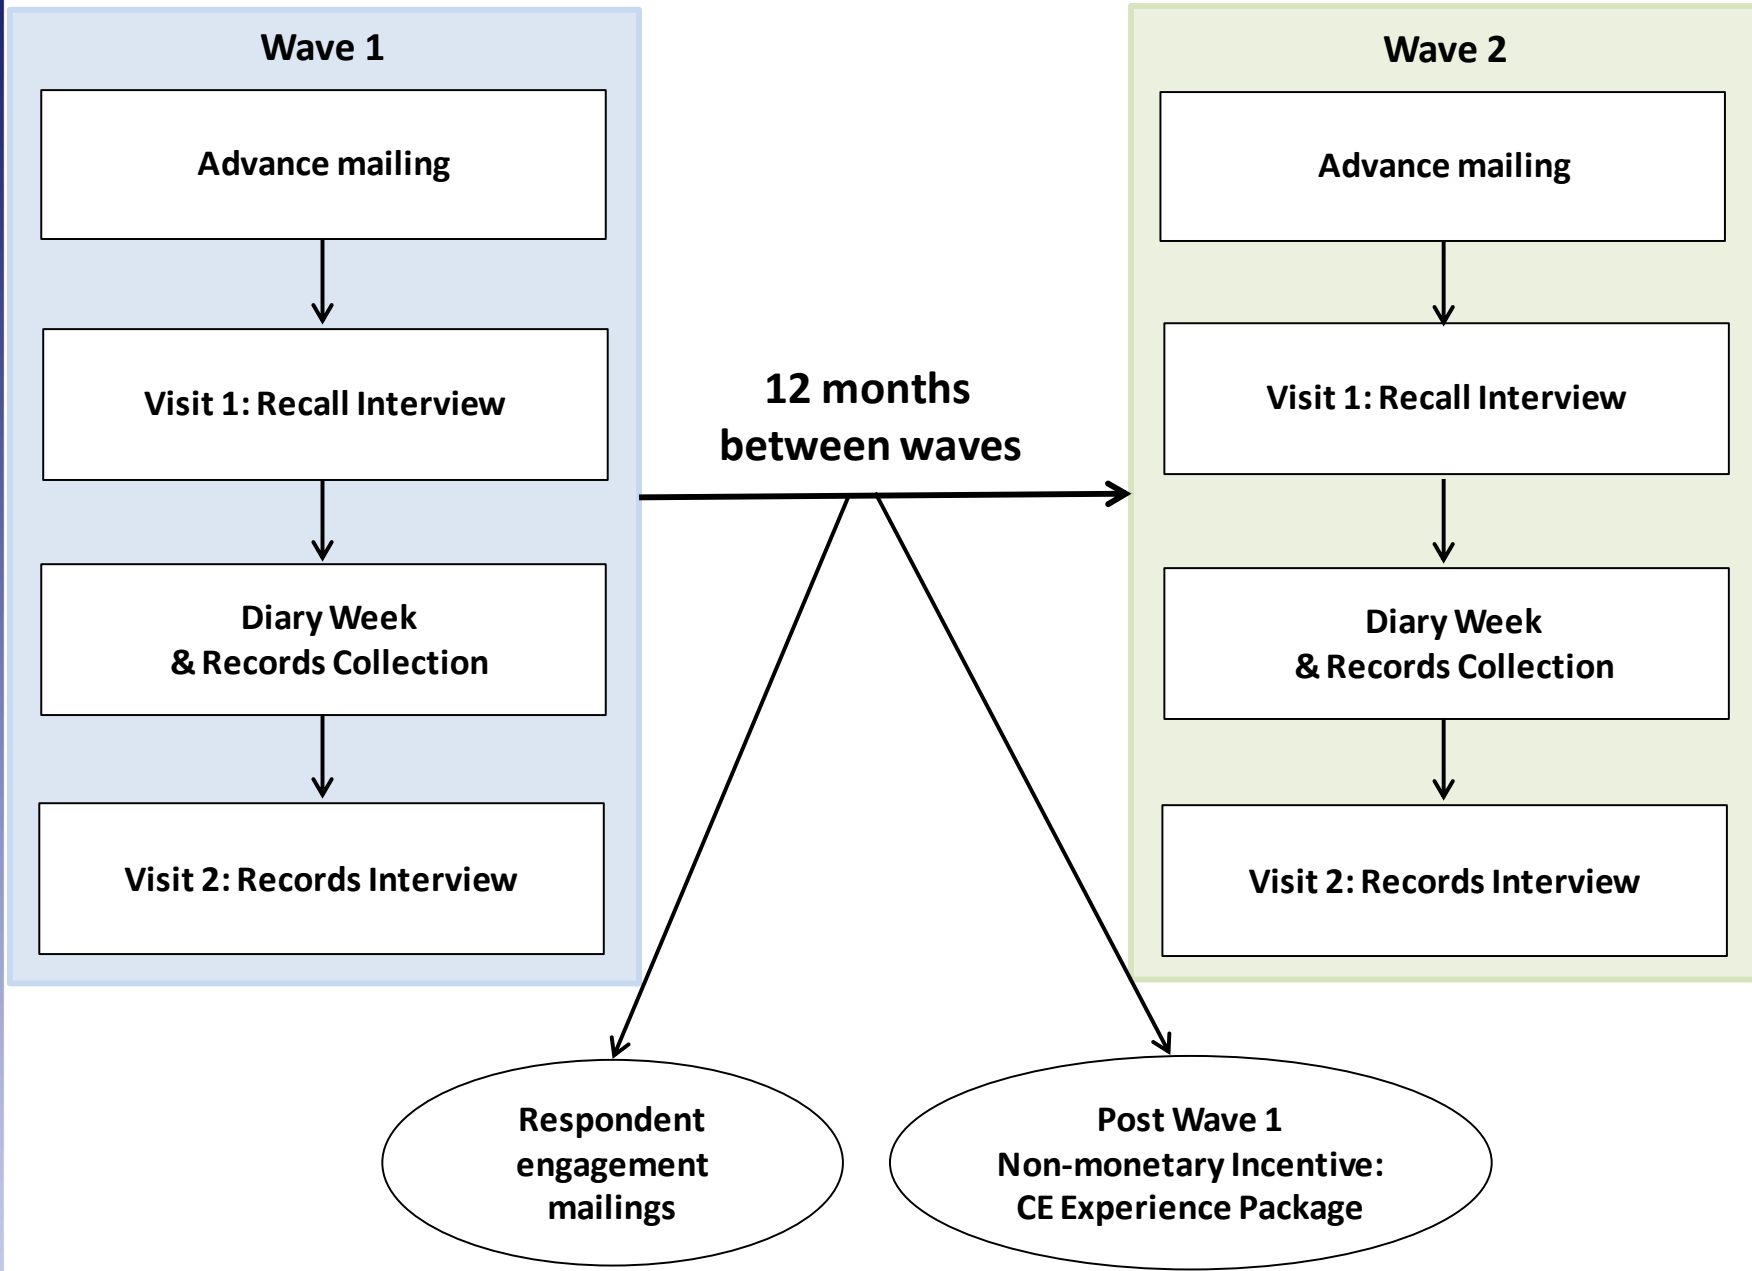 Wave 1
Advance mailing
Visit 1: Recall Interview
Diary Week
& Records Collection
Visit 2: Records Interview
12 months
between waves
Wave 2
Advance mailing
Visit 1: Recall Interview
Diary Week
& Records Collection
Visit 2: Records Interview
Respondent
engagement
mailings
Post Wave 1
Non-monetary Incentive:
CE Experience Package